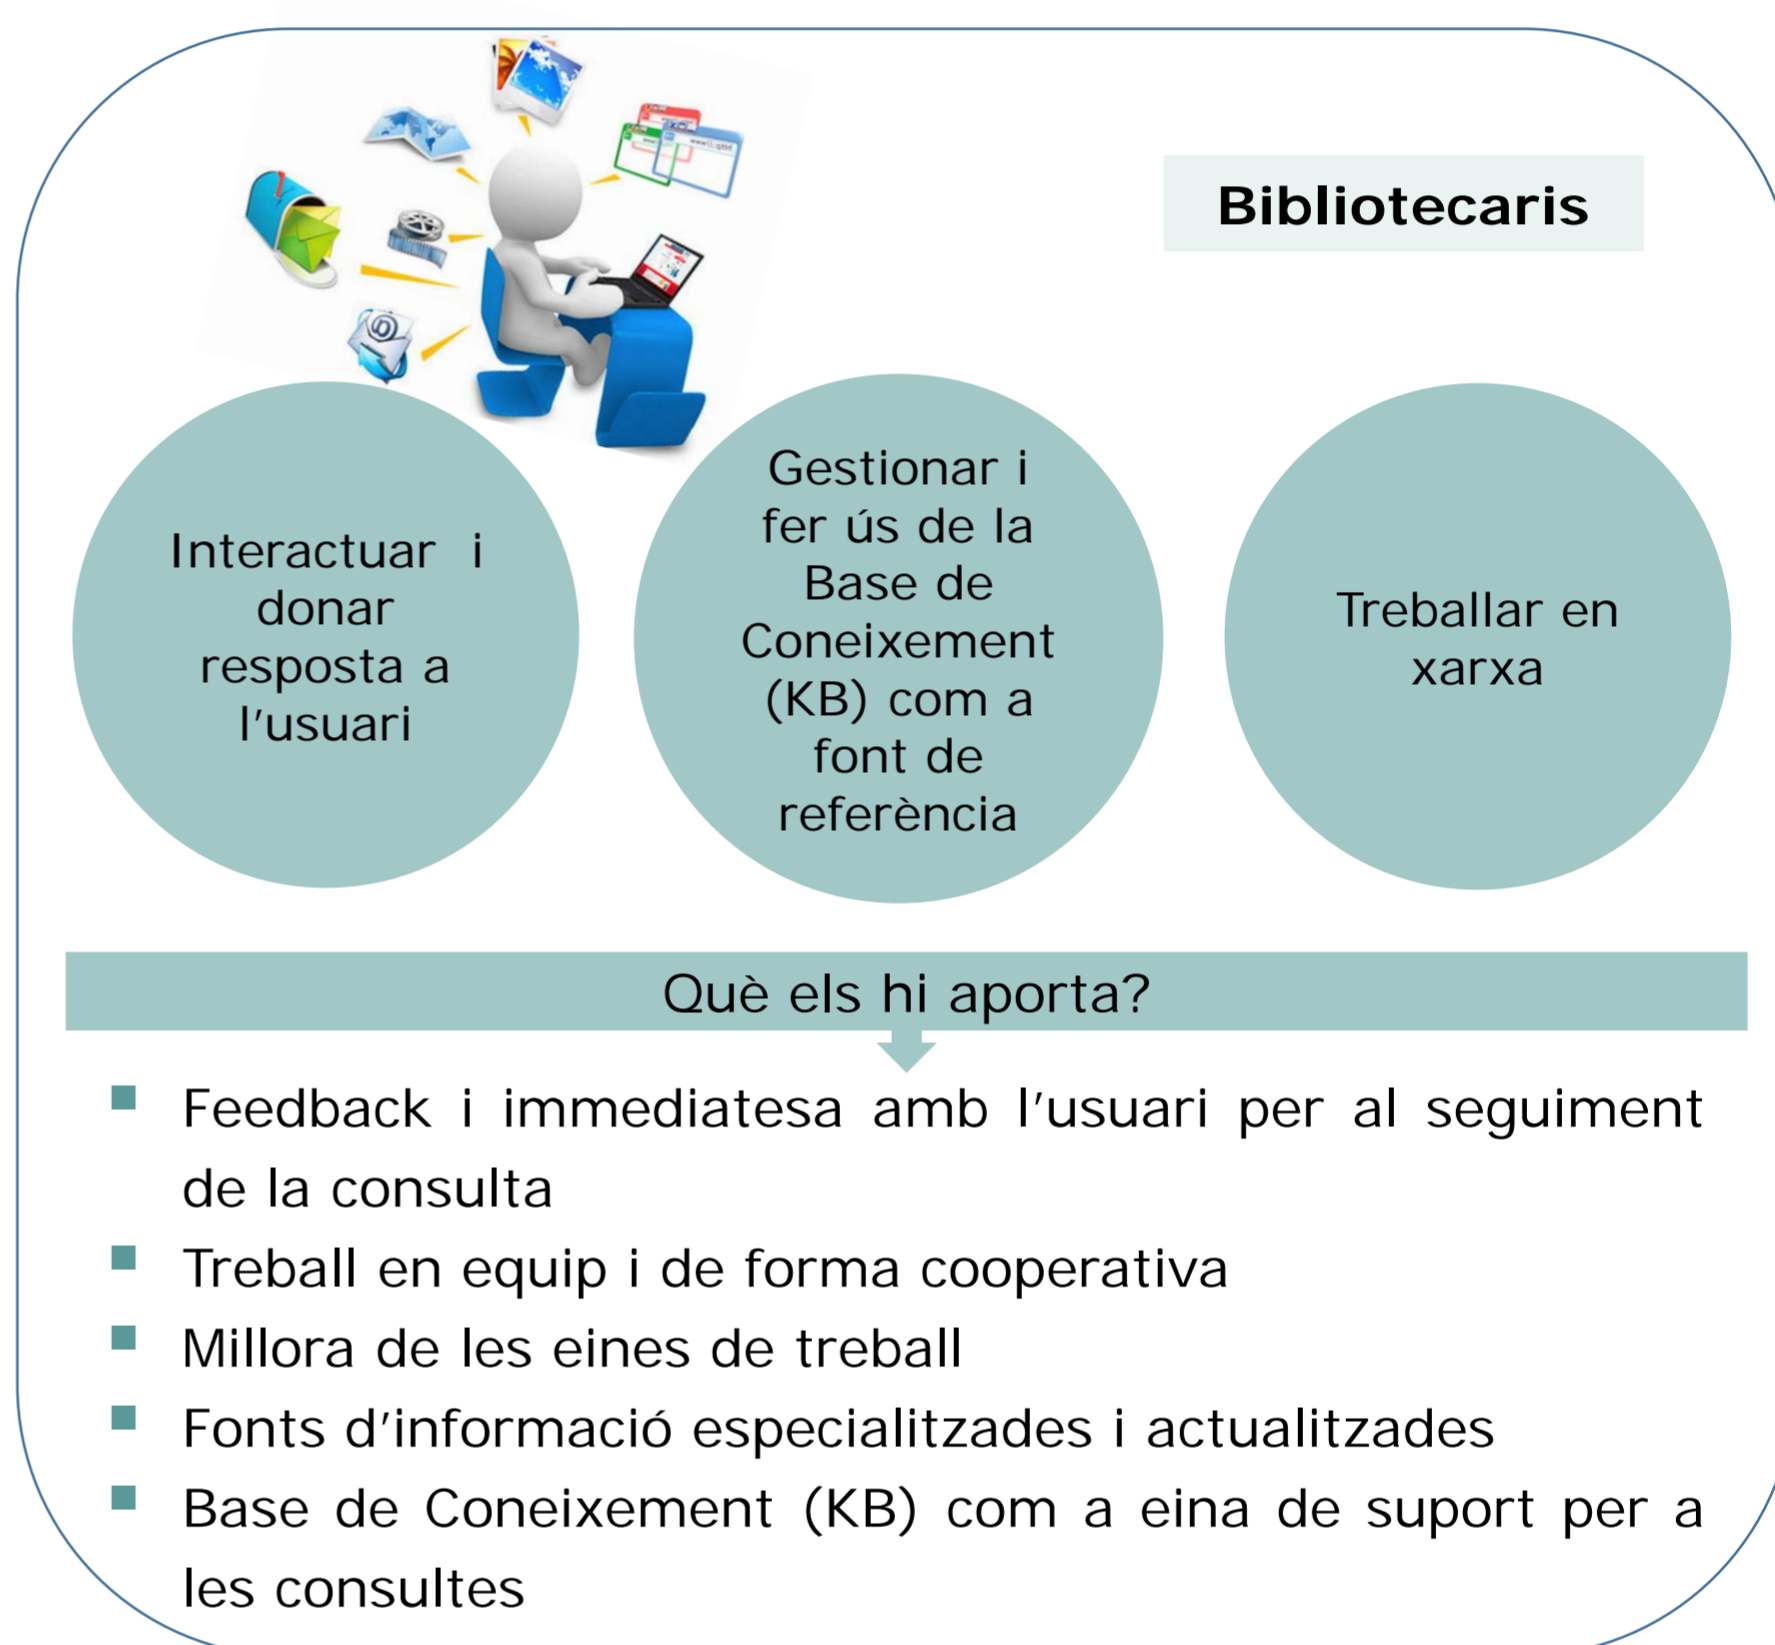 Bibliotecaris
Interactuar i
donar
resposta a
l'usuari
Gestionar i
fer ús de la
Base de
Coneixement
(KB) com a
font de
referència
Treballar en
xarxa
Què els hi aporta?
Feedback i immediatesa amb l'usuari per al seguiment
de la consulta
Treball en equip i de forma cooperativa
Millora de les eines de treball
Fonts d'informació especialitzades i actualitzades
Base de Coneixement (KB) com a eina de suport per a
les consultes